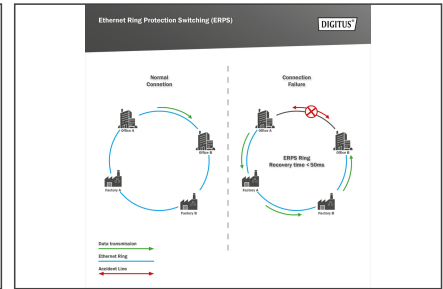 Ethernet Ring Protection Switching (ERPS)
DIGITUS®
Normal
Connetion
Connection
Failure
Office A
Office B
Factory A
Factory B
Office A
Office B
ERPS Ring
Recovery time <50ms
Factory A
Factory B
Data transmission
Ethernet Ring
Accident Line